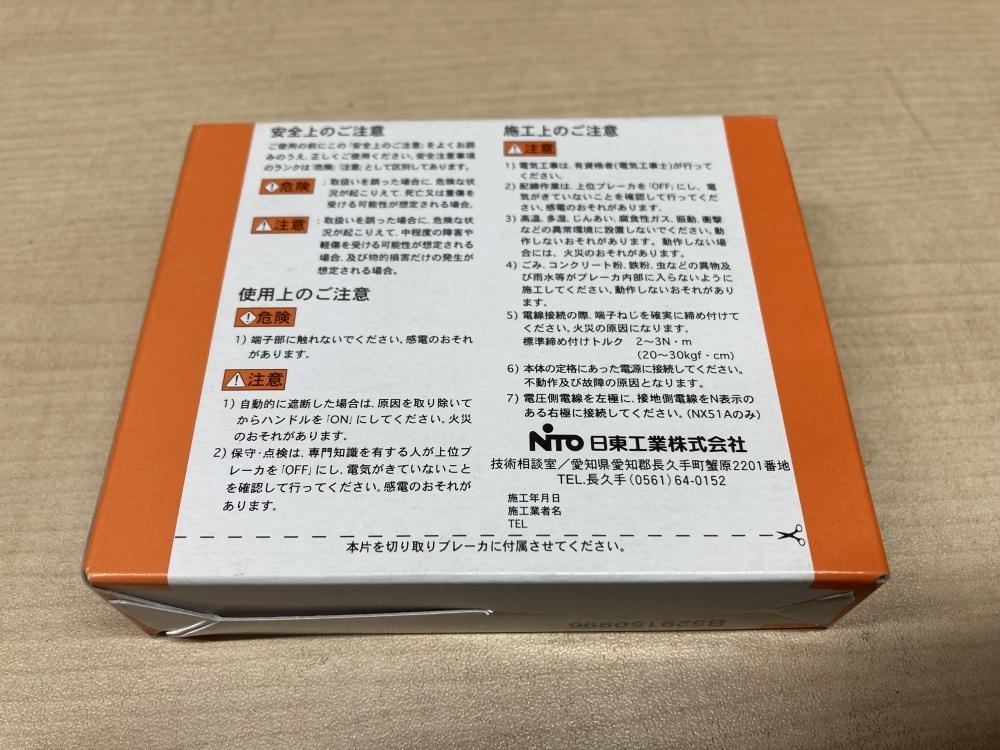 安全上のご注意
ご使用の前にこの「安全上のご注意」をよくお読
みのうえ、正しくご使用ください。安全注意事項
のランクは「危険」「注意」として区別してあります。
危険
：取扱いを誤った場合に、危険な状
況が起こりえて、死亡又は重傷を
受ける可能性が想定される場合。
注意
：取扱いを誤った場合に、危険な状
況が起こりえて、中程度の障害や
軽傷を受ける可能性が想定される
場合、及び物的損害だけの発生が
想定される場合。
使用上のご注意
危険
1）端子部に触れないでください。感電のおそれ
があります。
注意
1）自動的に遮断した場合は、原因を取り除いて
からハンドルを「ON」にしてください。火災
のおそれがあります。
2）保守・点検は、専門知識を有する人が上位ブ
レーカを「OFF」にし、電気がきていないこと
を確認して行ってください。感電のおそれが
あります。
施工上のご注意
注意
1）電気工事は、有資格者（電気工事士）が行って
ください。
2）配線作業は、上位ブレーカを「OFF」にし、電
気がきていないことを確認して行ってくださ
い。感電のおそれがあります。
3）高温、多湿、じんあい、腐食性ガス、振動、衝撃
などの異常環境に設置しないでください。動
作しないおそれがあります。動作しない場
合には、火災のおそれがあります。
4）ごみ、コンクリート粉、鉄粉、虫などの異物及
び雨水等がブレーカ内部に入らないように
施工してください。動作しないおそれがあり
ます。
5）電線接続の際、端子ねじを確実に締め付けて
ください。火災の原因になります。
標準締め付けトルク 2〜3N・m
（20〜30kgf・cm）
6）本体の定格にあった電源に接続してください。
不動作及び故障の原因となります。
7）電圧側電線を左極に、接地側電線をN表示の
ある右極に接続してください。（NX51Aのみ）
NITO 日東工業株式会社
技術相談室／愛知県愛知郡長久手町蟹原2201番地
TEL.長久手（0561）64-0152
施工年月日
施工業者名
TEL
本片を切り取りブレーカに付属させてください。
B529150996